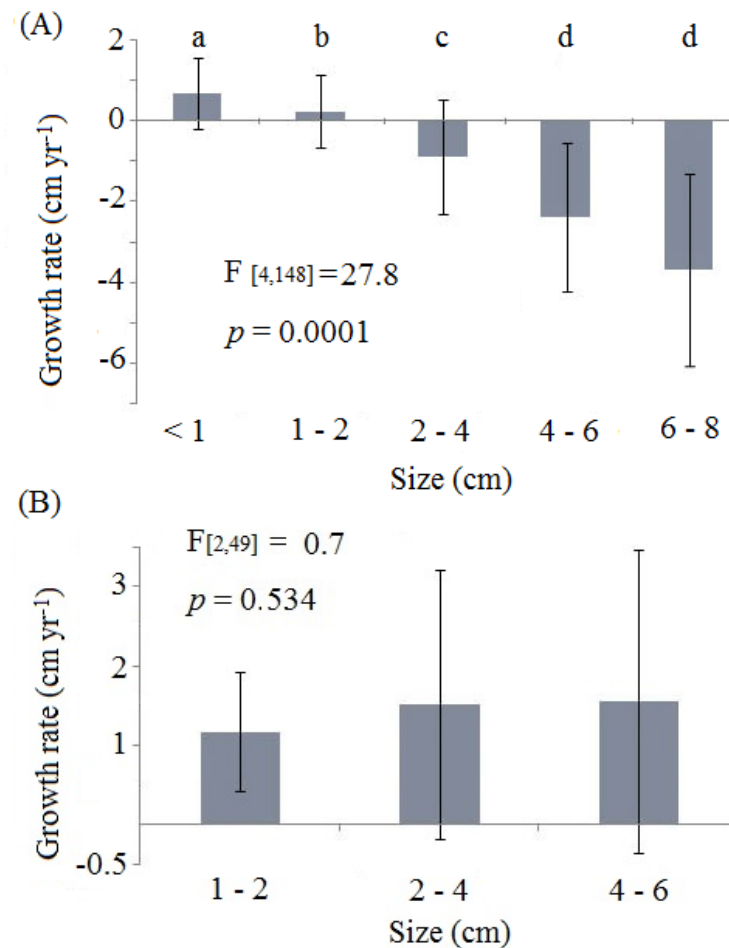 (A)
2 a b c d d
0
-2
-4
-6
Growth rate (cm yr⁻¹)
F [4,148] = 27.8
p = 0.0001
< 1 1 - 2 2 - 4 4 - 6 6 - 8
Size (cm)
(B)
F[2,49] = 0.7
p = 0.534
3
2
1
-0.5
Growth rate (cm yr⁻¹)
1 - 2 2 - 4 4 - 6
Size (cm)